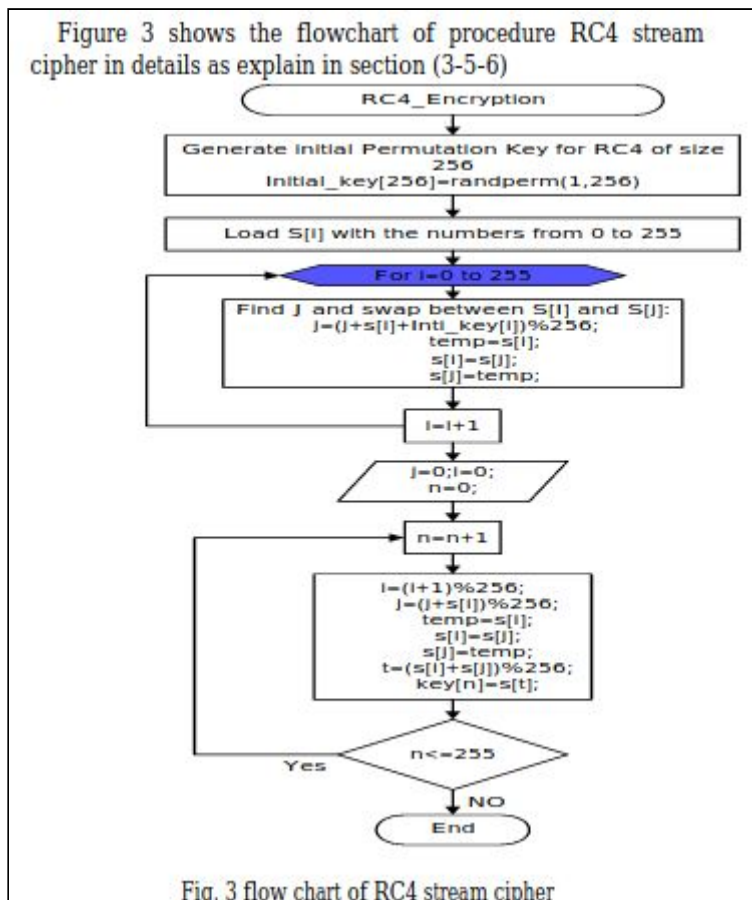 Figure 3 shows the flowchart of procedure RC4 stream
cipher in details as explain in section (3-5-6)
RC4_Encryption
Generate Initial Permutation Key for RC4 of size
256
Initial_key[256]=randperm(1,256)
Load S[i] with the numbers from 0 to 255
For i=0 to 255
Find J and swap between S[i] and S[j]:
j=(j+s[i]+Inti_key[i])%256;
temp=s[i];
s[i]=s[j];
s[j]=temp;
i=i+1
j=0;i=0;
n=0;
n=n+1
i=(i+1)%256;
j=(j+s[i])%256;
temp=s[i];
s[i]=s[j];
s[j]=temp;
t=(s[i]+s[j])%256;
key[n]=s[t];
n<=255
Yes
NO
End
Fig. 3 flow chart of RC4 stream cipher